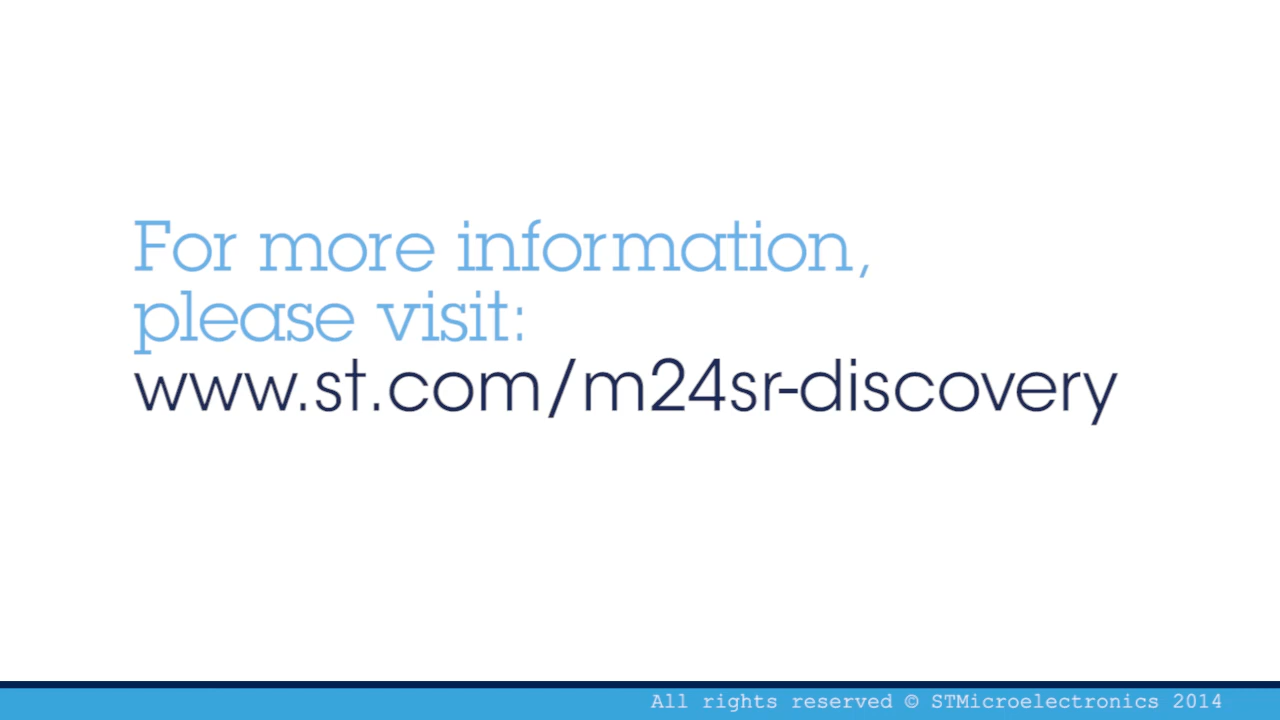 For more information,
please visit:
www.st.com/m24sr-discovery
All rights reserved © STMicroelectronics 2014